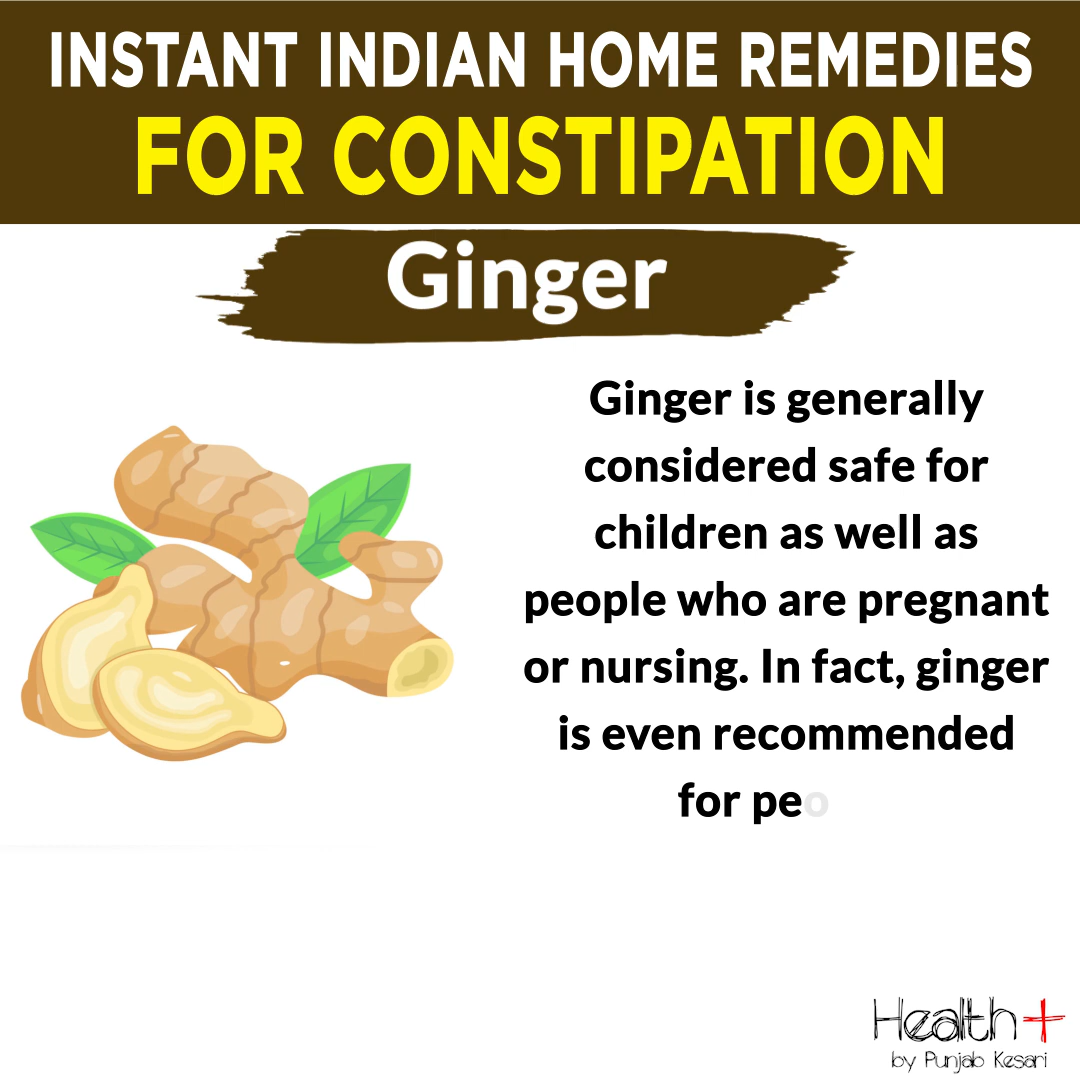 INSTANT INDIAN HOME REMEDIES
FOR CONSTIPATION
Ginger
Ginger is generally
considered safe for
children as well as
people who are pregnant
or nursing. In fact, ginger
is even recommended
for peo
Health+
by Punjab Kesari